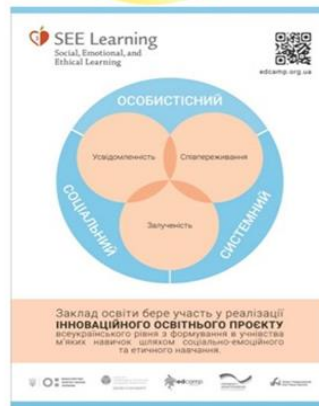 SEE Learning
Social, Emotional, and
Ethical Learning
edcamp.org.ua
ОСОБИСТІСНИЙ
Усвідомленність
Співпереживання
Залученість
СОЦІАЛЬНИЙ
СИСТЕМНИЙ
Заклад освіти бере участь у реалізації
ІННОВАЦІЙНОГО ОСВІТНЬОГО ПРОЄКТУ
всеукраїнського рівня з формування в учнівства
м'яких навичок шляхом соціально-емоційного
та етичного навчання.
edcamp